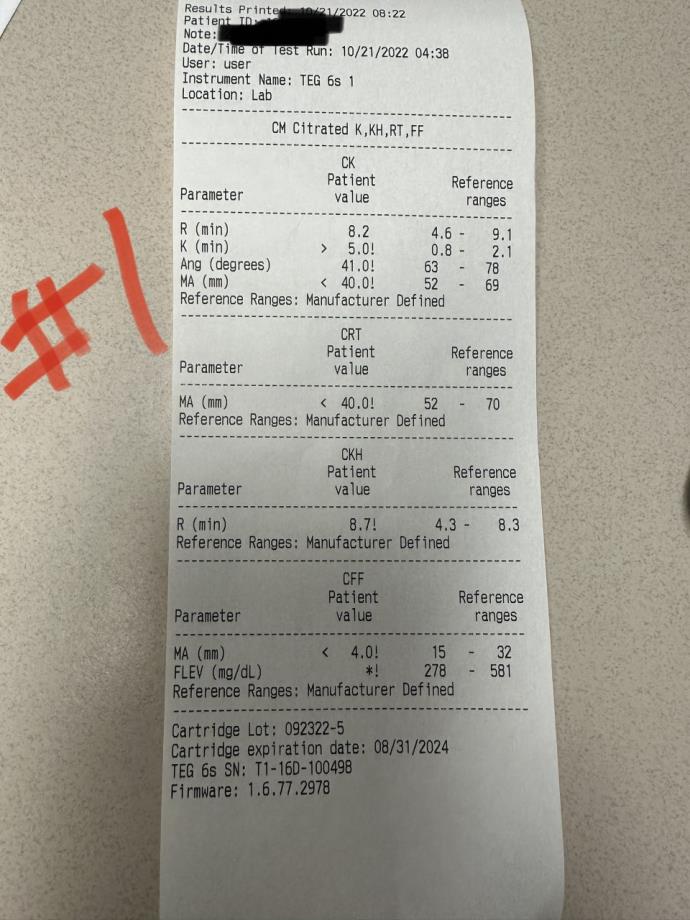 Results Printed: 10/21/2022 08:22
Patient ID:
Note:
Date/Time of Test Run: 10/21/2022 04:38
User: user
Instrument Name: TEG 6s 1
Location: Lab
CM Citrated K,KH,RT,FF
CK
Patient Reference
Parameter value ranges
R (min) 8.2 4.6 - 9.1
K (min) > 5.0! 0.8 - 2.1
Ang (degrees) 41.0! 63 - 78
MA (mm) < 40.0! 52 - 69
Reference Ranges: Manufacturer Defined
CRT
Patient Reference
Parameter value ranges
MA (mm) < 40.0! 52 - 70
Reference Ranges: Manufacturer Defined
CKH
Patient Reference
Parameter value ranges
R (min) 8.7! 4.3 - 8.3
Reference Ranges: Manufacturer Defined
CFF
Patient Reference
Parameter value ranges
MA (mm) < 4.0! 15 - 32
FLEV (mg/dL) *! 278 - 581
Reference Ranges: Manufacturer Defined
Cartridge Lot: 092322-5
Cartridge expiration date: 08/31/2024
TEG 6s SN: T1-16D-100498
Firmware: 1.6.77.2978
#1